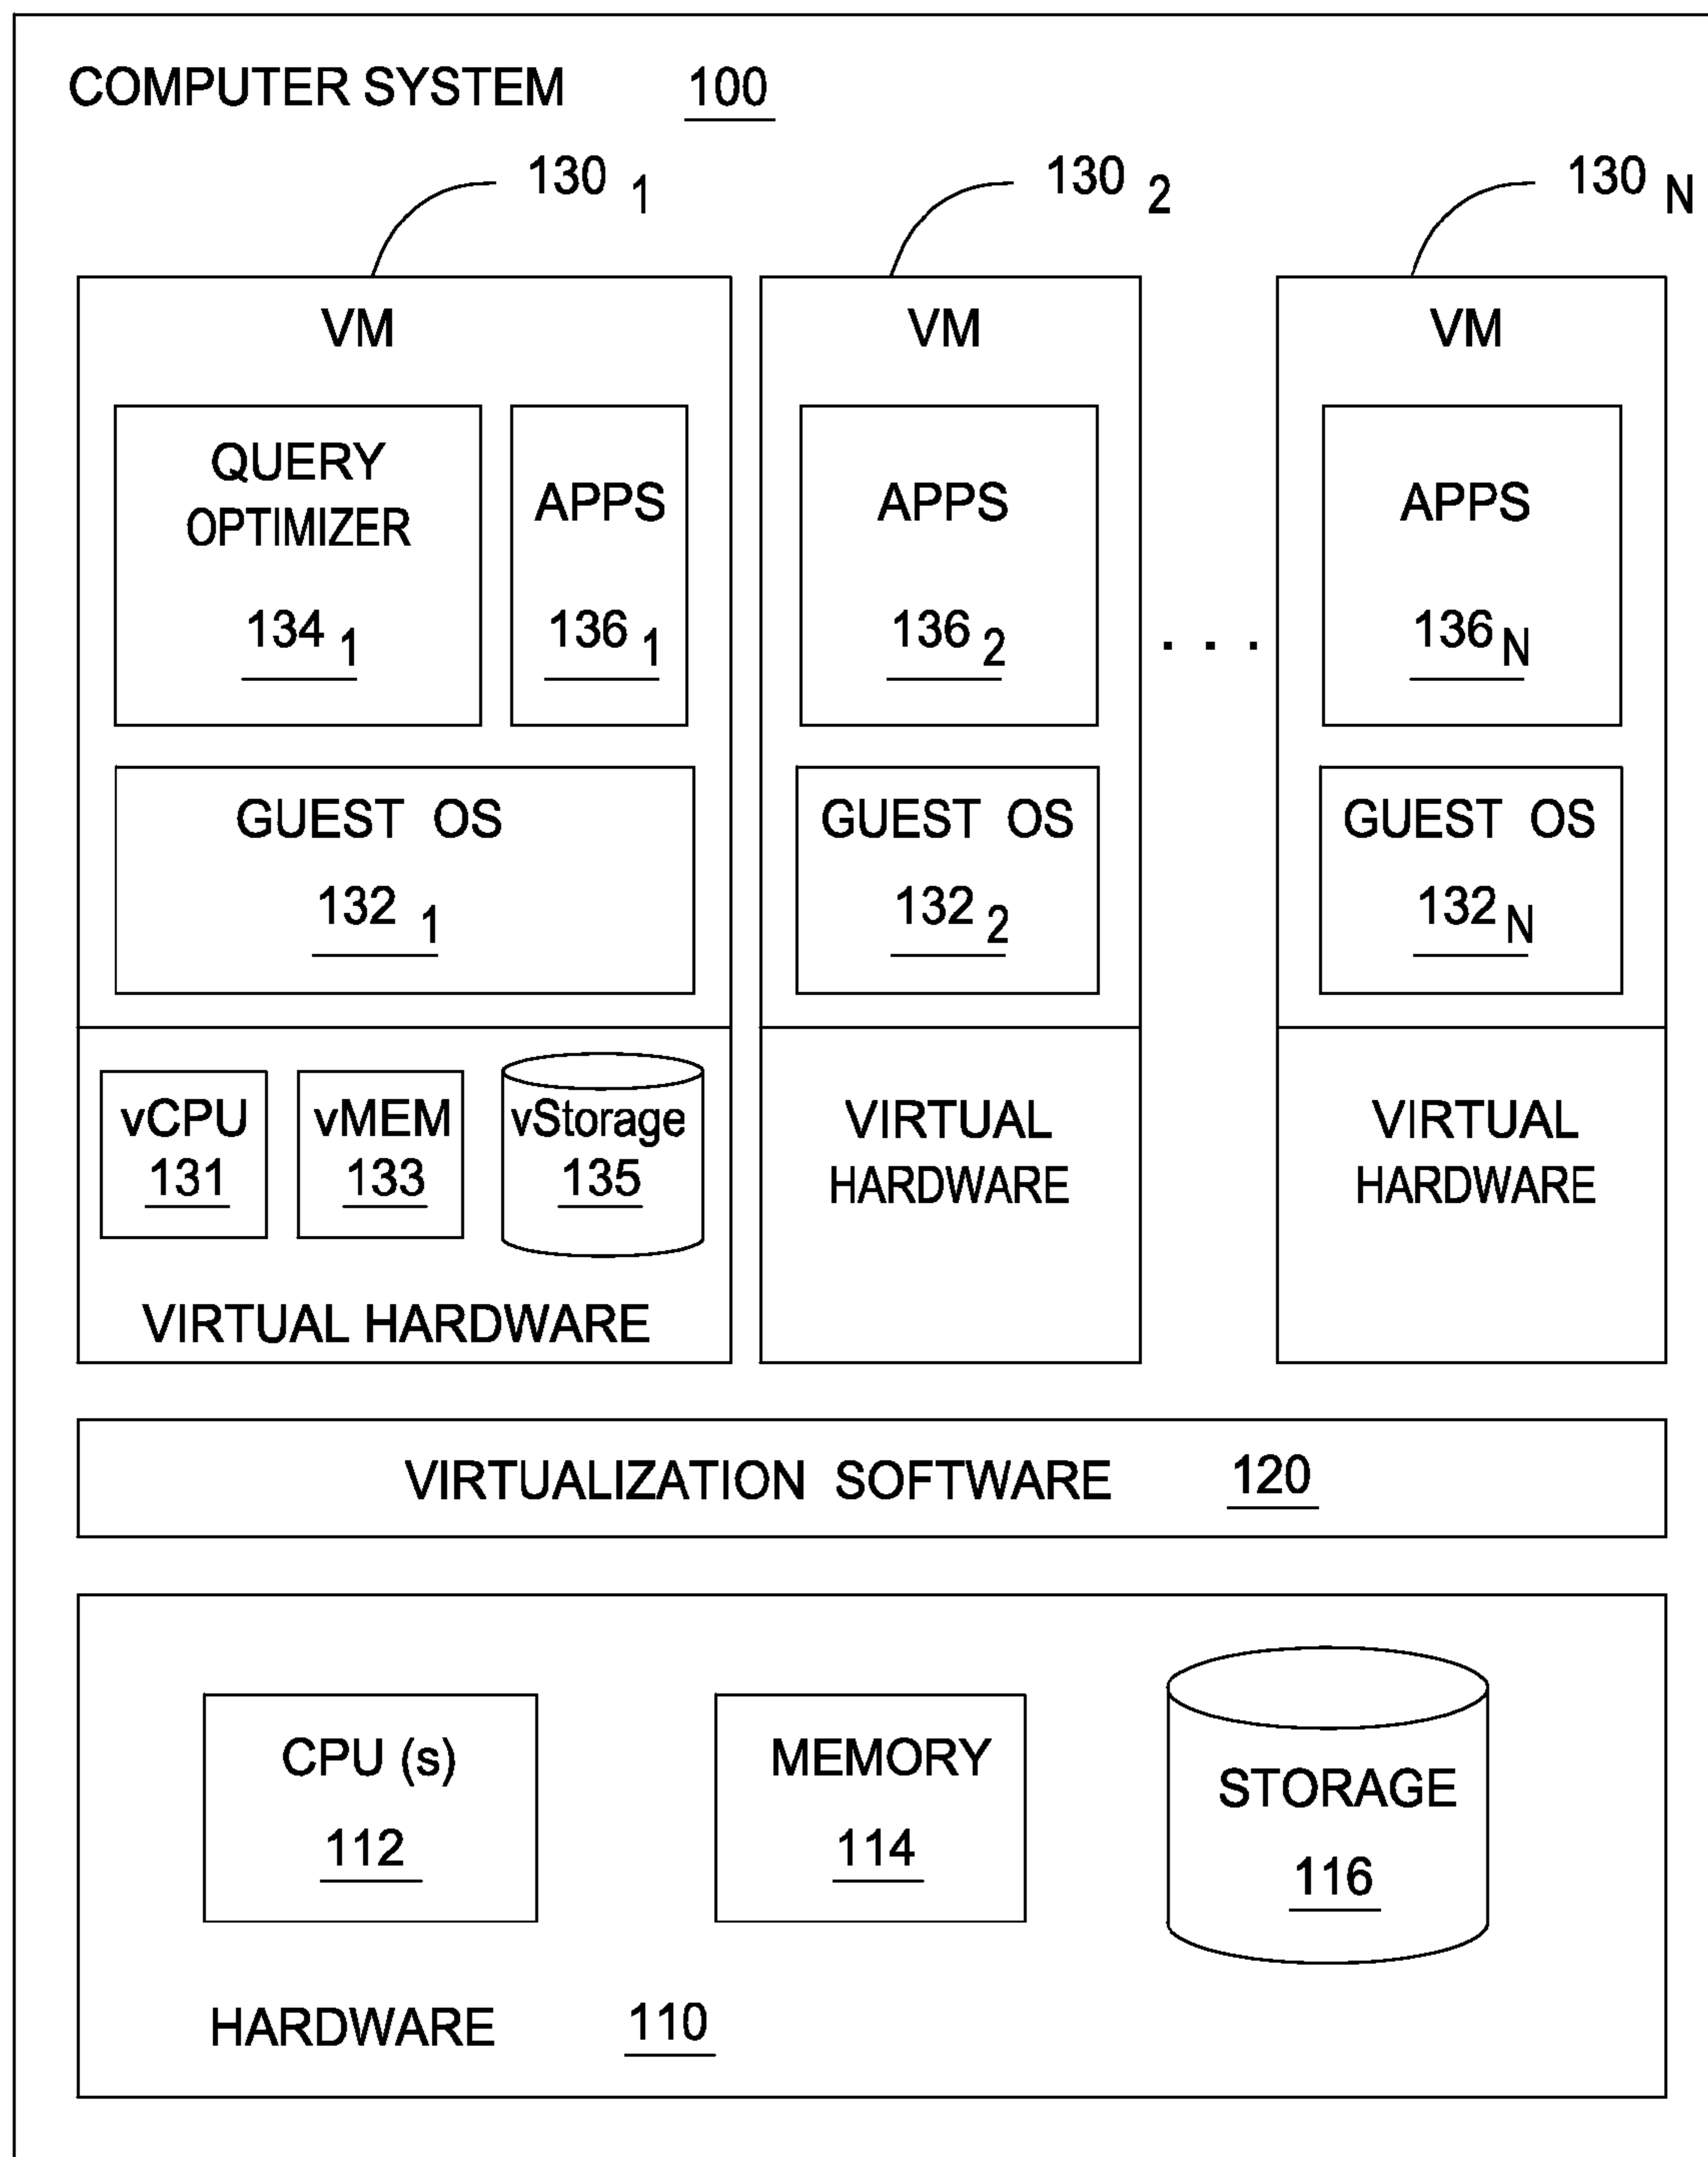 COMPUTER SYSTEM 100
130 1
130 2
130 N
VM
VM
VM
QUERY
OPTIMIZER
134 1
APPS
136 1
APPS
136 2
. . .
APPS
136 N
GUEST OS
132 1
GUEST OS
132 2
GUEST OS
132 N
vCPU
131
vMEM
133
vStorage
135
VIRTUAL HARDWARE
VIRTUAL
HARDWARE
VIRTUAL
HARDWARE
VIRTUALIZATION SOFTWARE 120
CPU (s)
112
MEMORY
114
STORAGE
116
HARDWARE 110